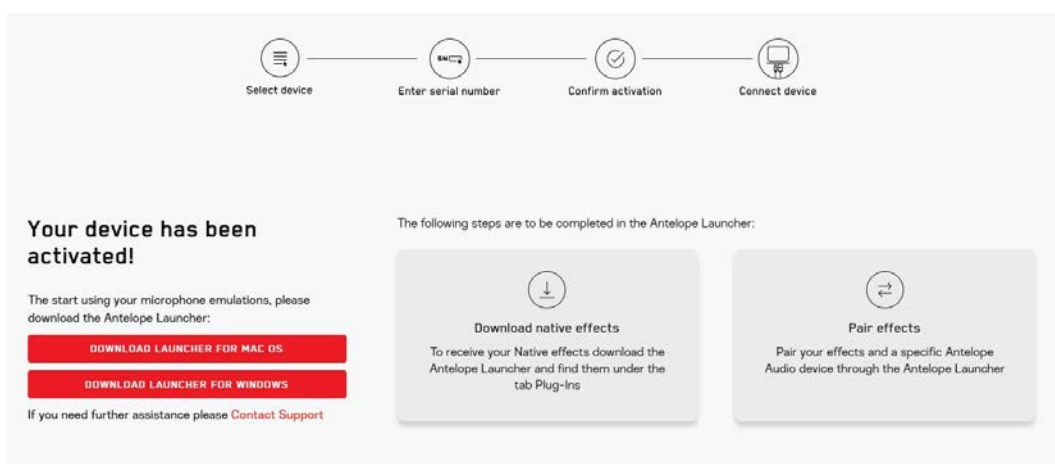 SN
Select device
Enter serial number
Confirm activation
Connect device
Your device has been
activated!
The start using your microphone emulations, please
download the Antelope Launcher:
DOWNLOAD LAUNCHER FOR MAC OS
DOWNLOAD LAUNCHER FOR WINDOWS
If you need further assistance please Contact Support
The following steps are to be completed in the Antelope Launcher:
Download native effects
To receive your Native effects download the
Antelope Launcher and find them under the
tab Plug-Ins
Pair effects
Pair your effects and a specific Antelope
Audio device through the Antelope Launcher